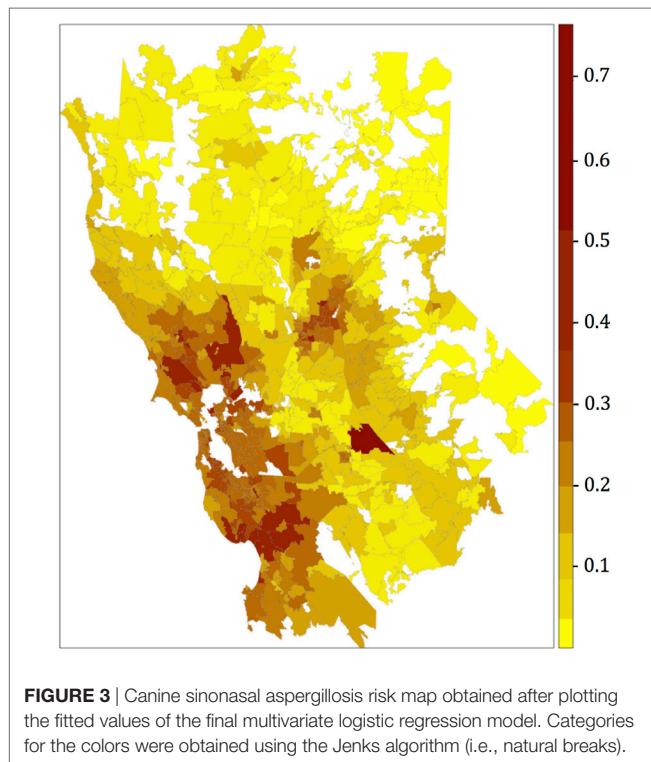 0.7
0.6
0.5
0.4
0.3
0.2
0.1
FIGURE 3 | Canine sinonasal aspergillosis risk map obtained after plotting
the fitted values of the final multivariate logistic regression model. Categories
for the colors were obtained using the Jenks algorithm (i.e., natural breaks).